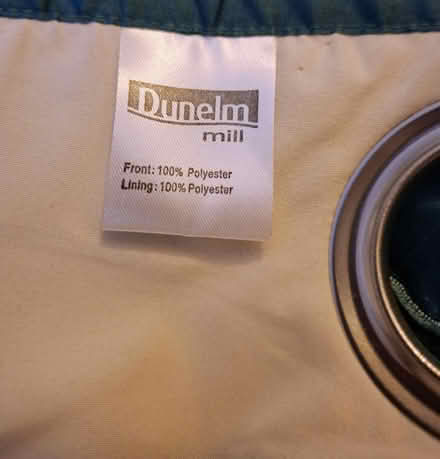 Dunelm
mill
Front: 100% Polyester
Lining: 100% Polyester